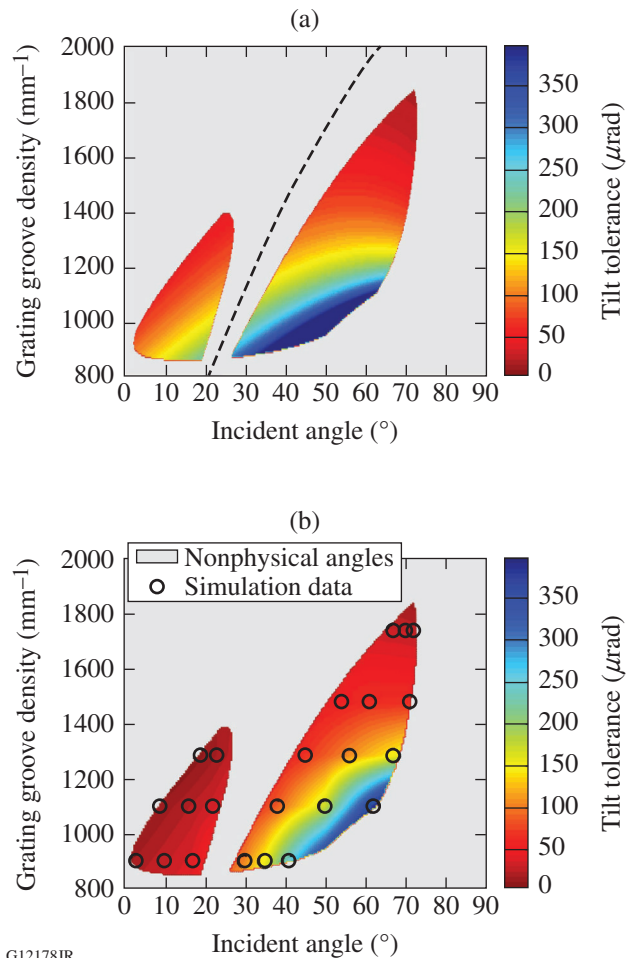 (a)
Grating groove density (mm⁻¹)
2000
1800
1600
1400
1200
1000
800
0 10 20 30 40 50 60 70 80 90
Incident angle (°)
350
300
250
200
150
100
50
0
Tilt tolerance (μrad)
(b)
Grating groove density (mm⁻¹)
2000
1800
1600
1400
1200
1000
800
Nonphysical angles
Simulation data
0 10 20 30 40 50 60 70 80 90
Incident angle (°)
350
300
250
200
150
100
50
0
Tilt tolerance (μrad)
G12178JR